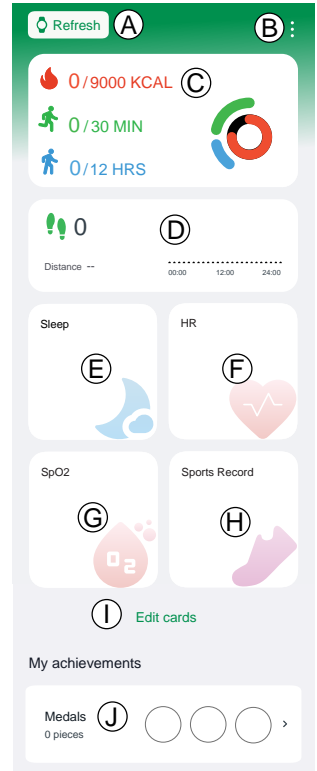 Refresh A B
0/9000 KCAL C
0/30 MIN
0/12 HRS
0 D
Distance --
00:00 12:00 24:00
Sleep HR
E F
SpO2 Sports Record
G H
O2
I Edit cards
My achievements
Medals J
0 pieces